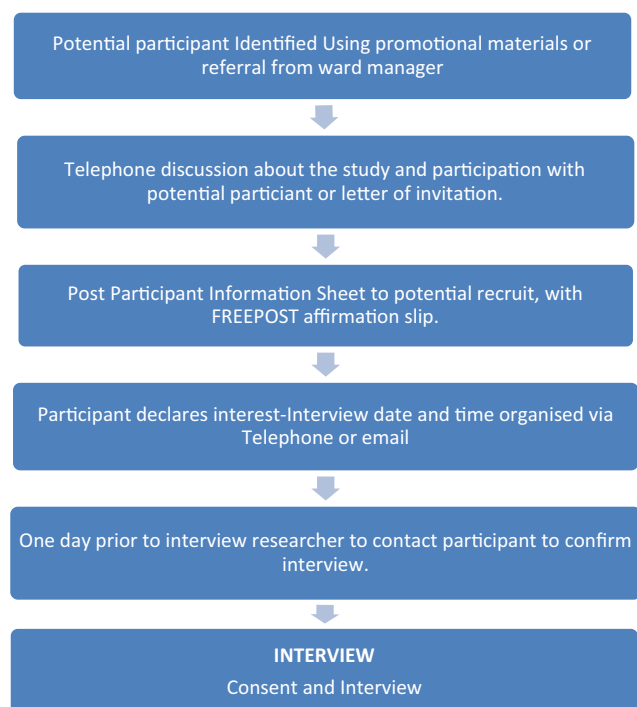 Potential participant Identified Using promotional materials or
referral from ward manager
Telephone discussion about the study and participation with
potential particiant or letter of invitation.
Post Participant Information Sheet to potential recruit, with
FREEPOST affirmation slip.
Participant declares interest-Interview date and time organised via
Telephone or email
One day prior to interview researcher to contact participant to confirm
interview.
INTERVIEW
Consent and Interview